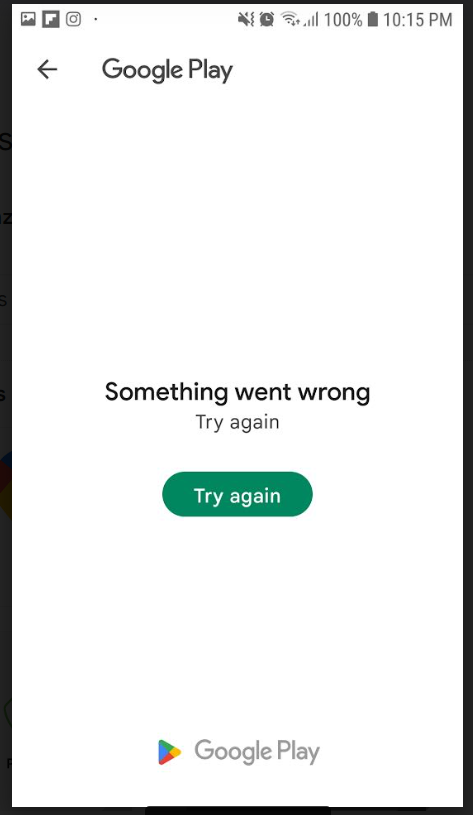 100% 10:15 PM
Google Play
Something went wrong
Try again
Try again
Google Play